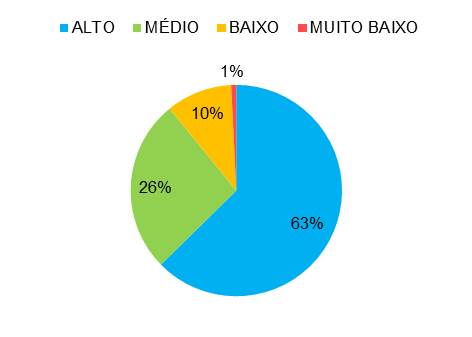 ALTO MÉDIO BAIXO MUITO BAIXO
1%
10%
26%
63%